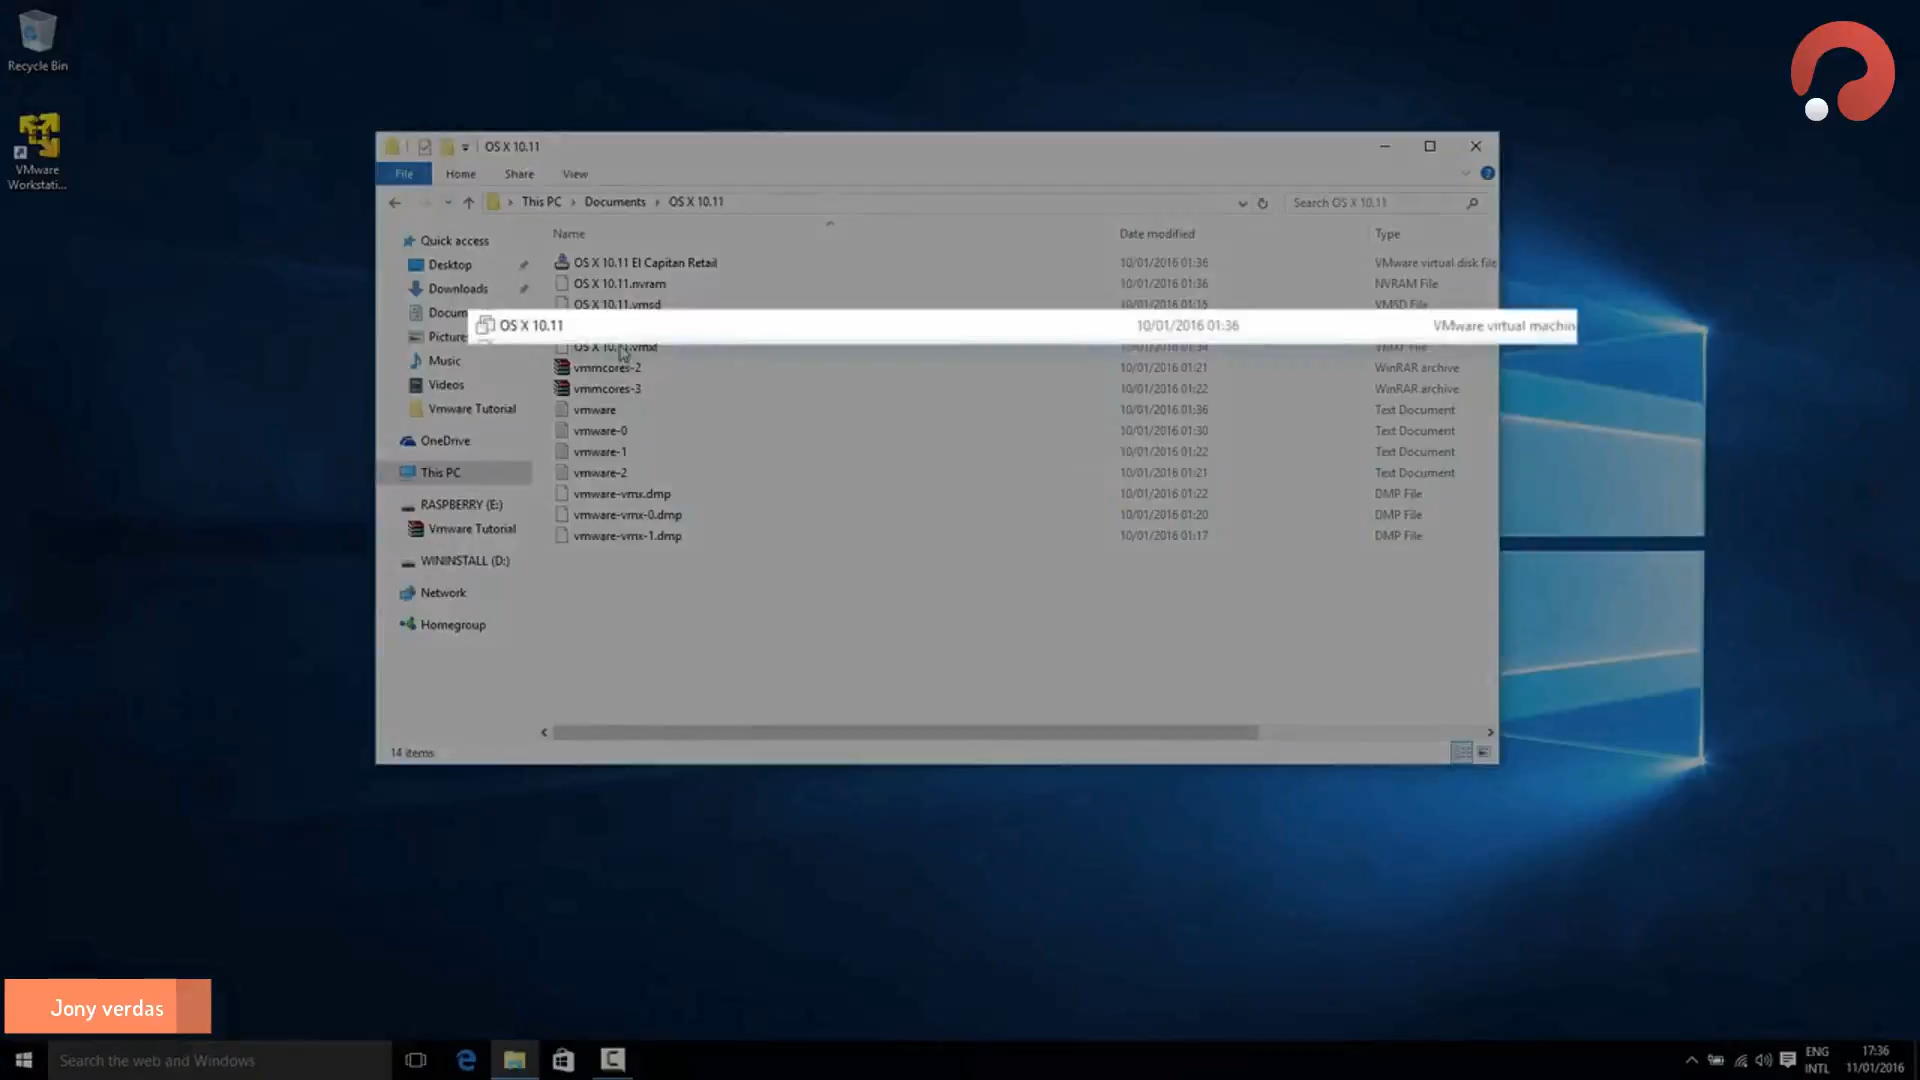 Recycle Bin
VMware
Workstati...
OS X 10.11
File Home Share View
This PC Documents OS X 10.11
Search OS X 10.11
Name Date modified Type
Quick access
Desktop
Downloads
Docum
Picture
Music
Videos
Vmware Tutorial
OneDrive
This PC
RASPBERRY (E:)
Vmware Tutorial
WININSTALL (D:)
Network
Homegroup
OS X 10.11 El Capitan Retail 10/01/2016 01:36 VMware virtual disk file
OS X 10.11.nvram 10/01/2016 01:36 NVRAM File
OS X 10.11.vmsd 10/01/2016 01:15 VMSD File
OS X 10.11 10/01/2016 01:36 VMware virtual machin
OS X 10.11.vmxf 10/01/2016 01:34 VMXF File
vmmcores-2 10/01/2016 01:21 WinRAR archive
vmmcores-3 10/01/2016 01:22 WinRAR archive
vmware 10/01/2016 01:36 Text Document
vmware-0 10/01/2016 01:30 Text Document
vmware-1 10/01/2016 01:22 Text Document
vmware-2 10/01/2016 01:21 Text Document
vmware-vmx.dmp 10/01/2016 01:22 DMP File
vmware-vmx-0.dmp 10/01/2016 01:20 DMP File
vmware-vmx-1.dmp 10/01/2016 01:17 DMP File
14 items
Jony verdas
Search the web and Windows
ENG
INTL
17:36
11/01/2016